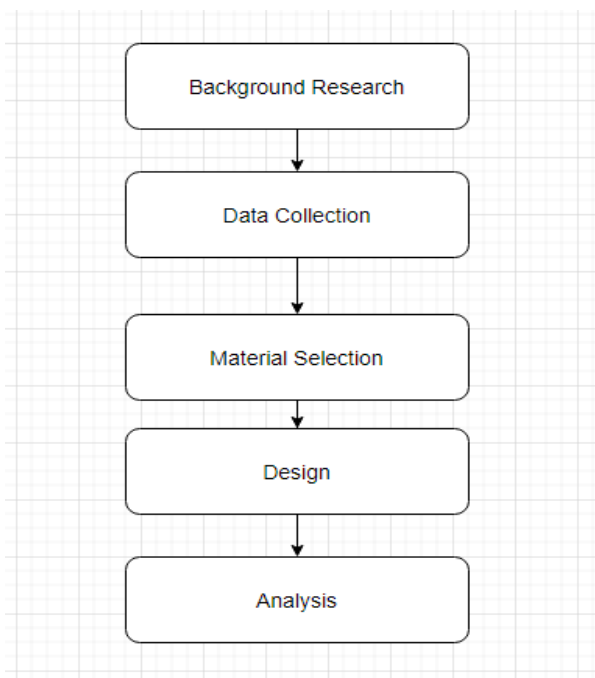 Background Research
Data Collection
Material Selection
Design
Analysis